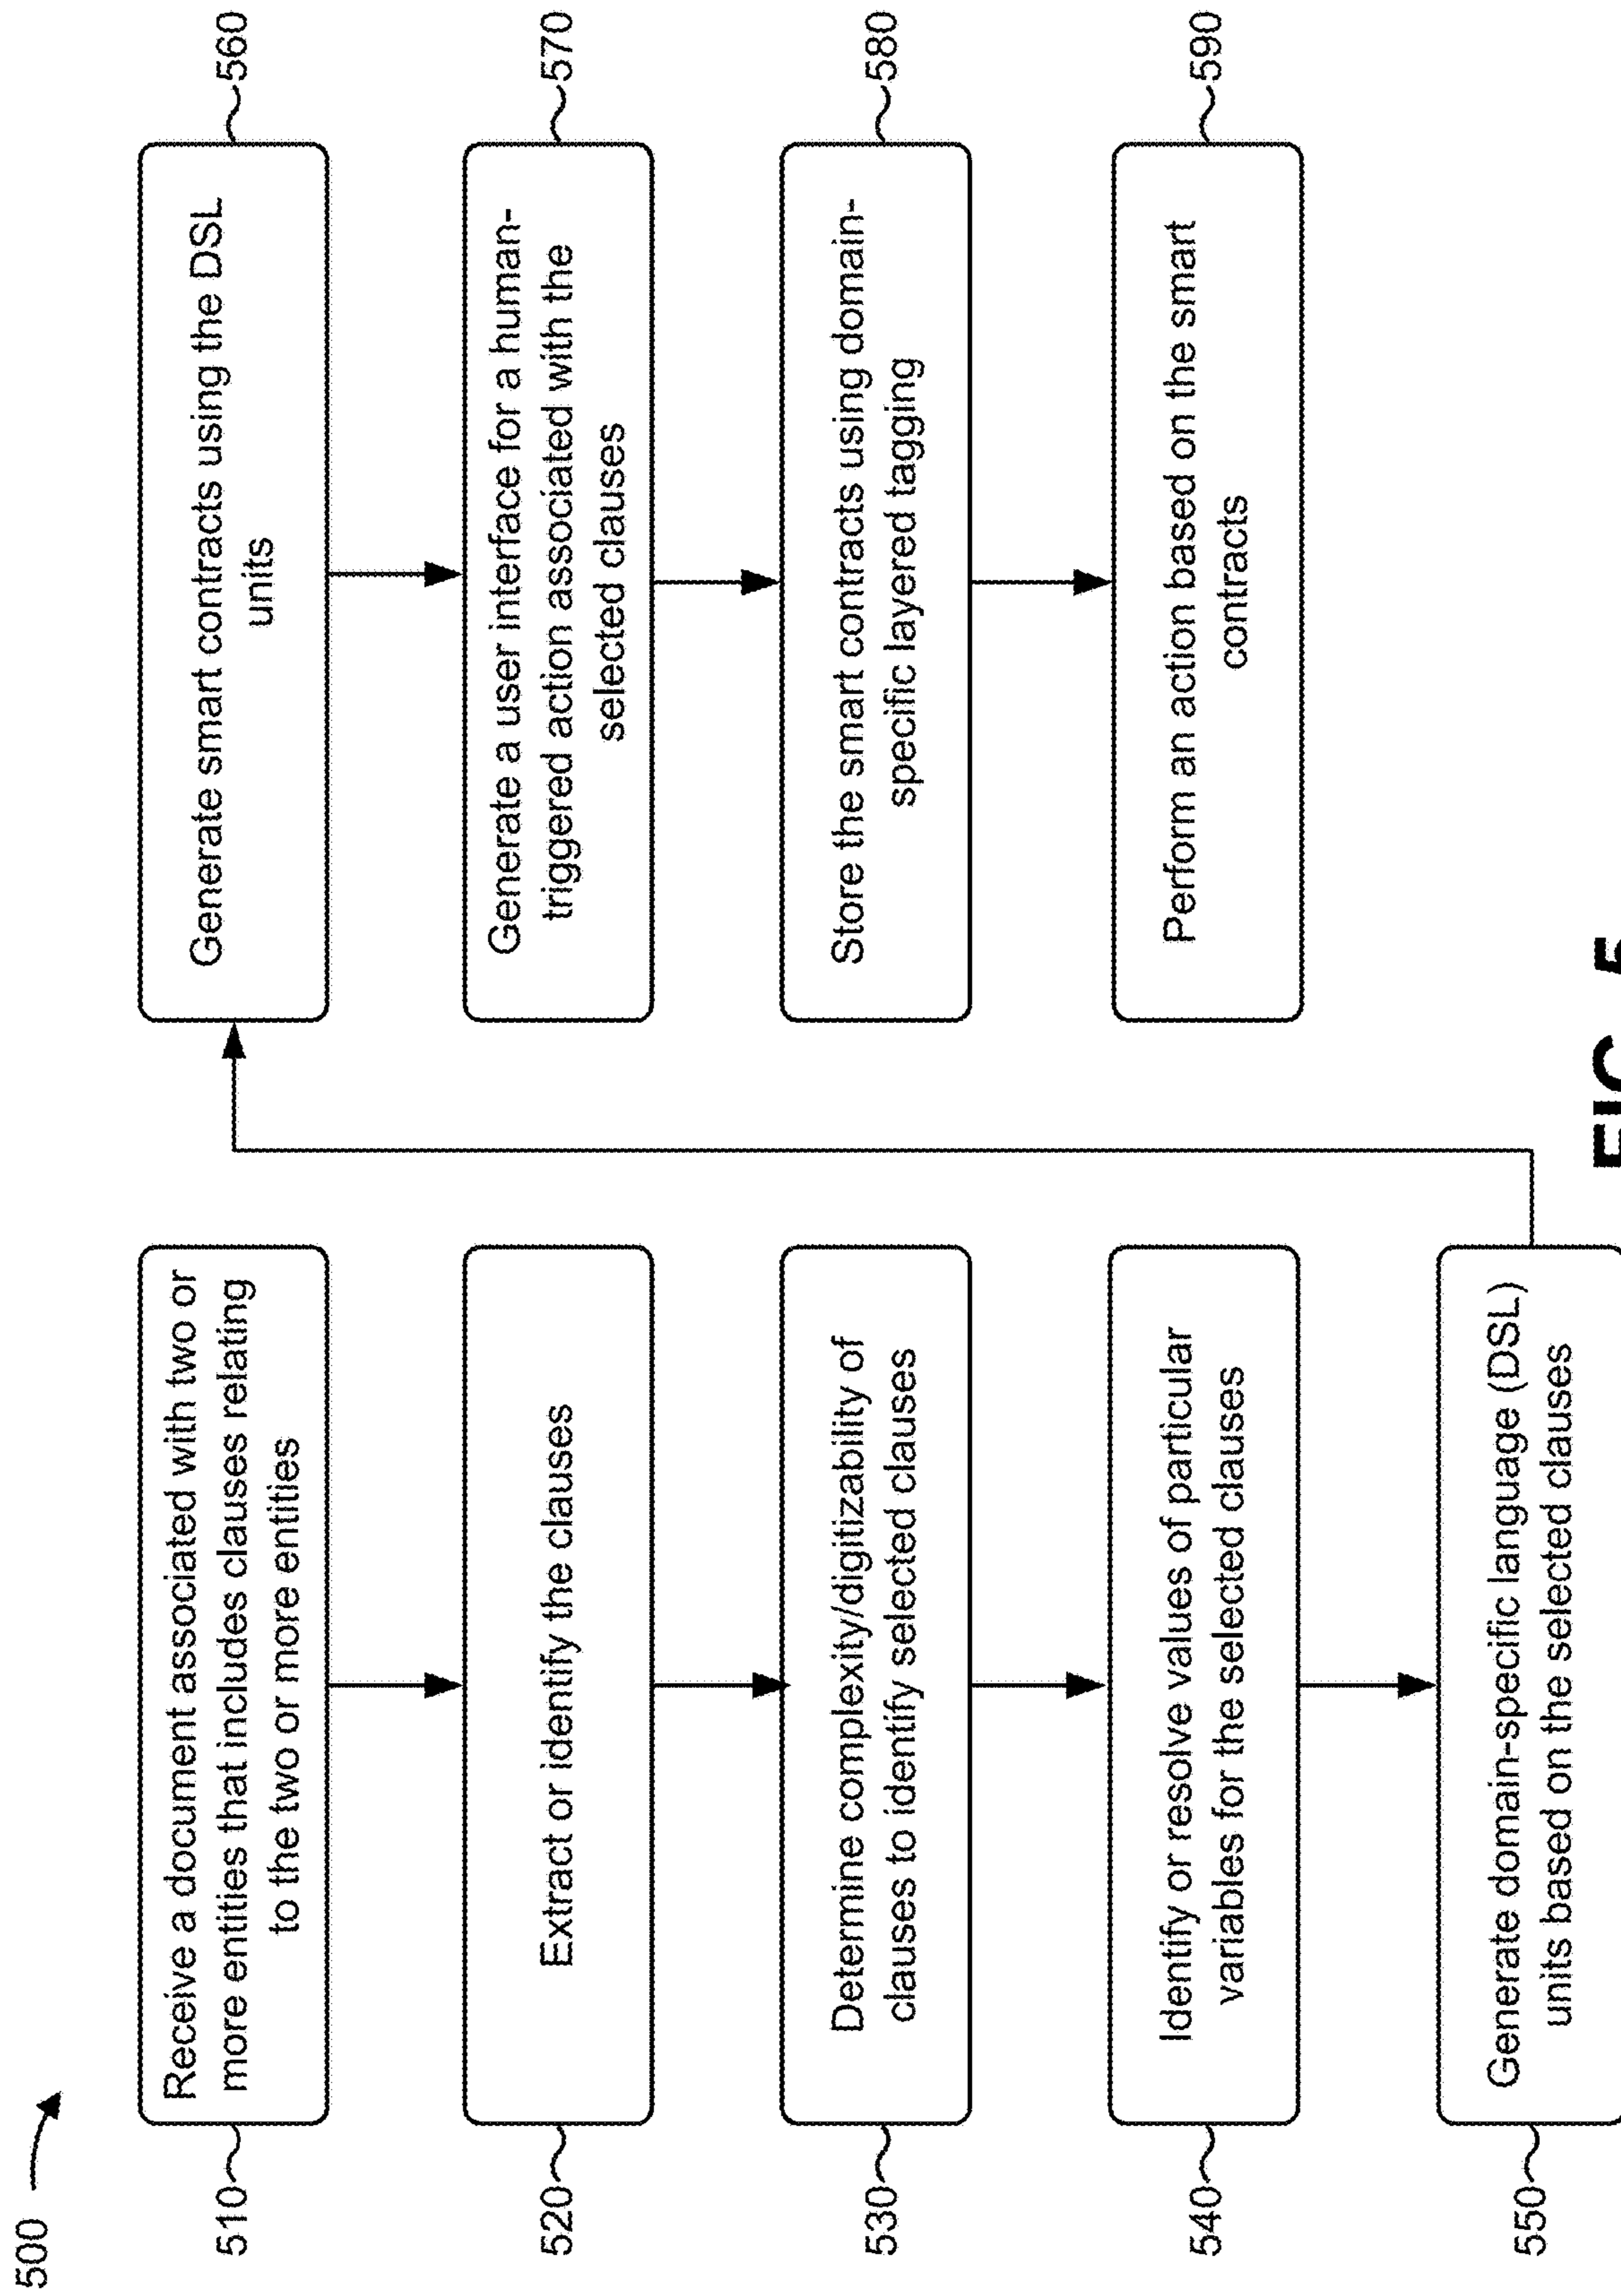 500
510
Receive a document associated with two or
more entities that includes clauses relating
to the two or more entities
520
Extract or identify the clauses
530
Determine complexity/digitizability of
clauses to identify selected clauses
540
Identify or resolve values of particular
variables for the selected clauses
550
Generate domain-specific language (DSL)
units based on the selected clauses
560
Generate smart contracts using the DSL
units
570
Generate a user interface for a human-
triggered action associated with the
selected clauses
580
Store the smart contracts using domain-
specific layered tagging
590
Perform an action based on the smart
contracts
FIG. 5